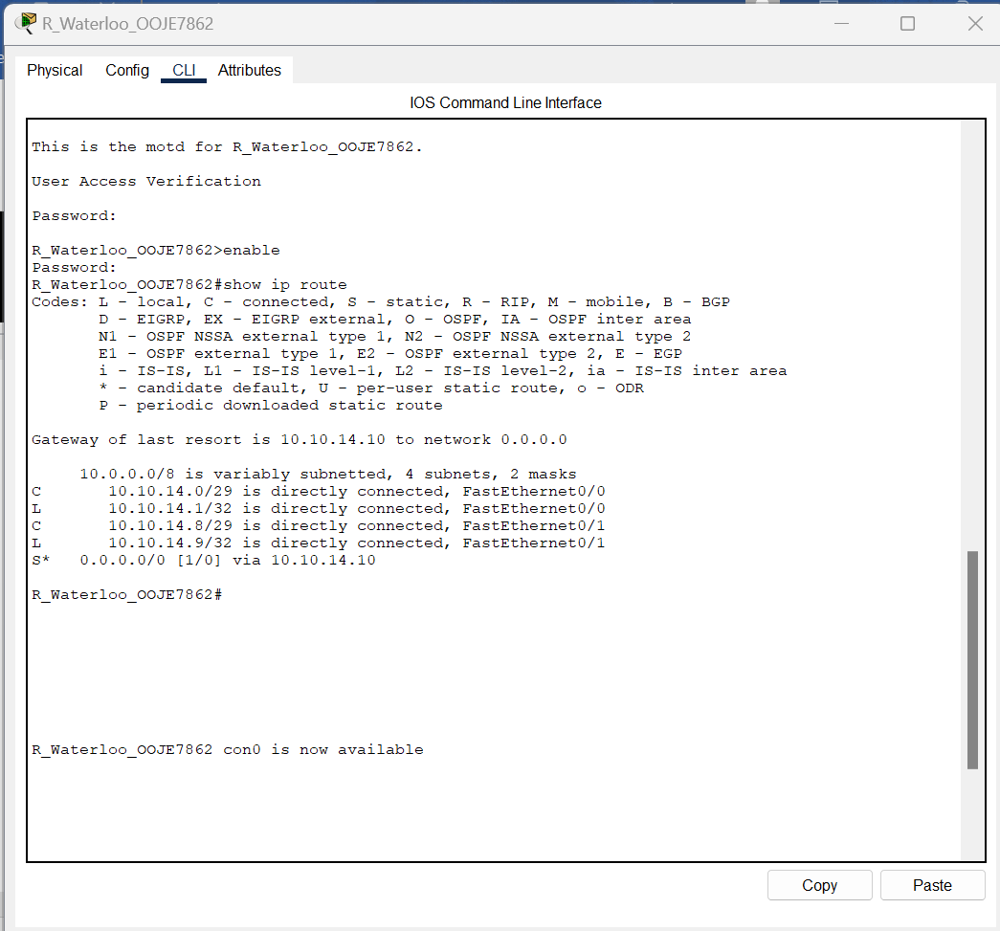 R_Waterloo_OOJE7862
Physical Config CLI Attributes
IOS Command Line Interface
This is the motd for R_Waterloo_OOJE7862.
User Access Verification
Password:
R_Waterloo_OOJE7862>enable
Password:
R_Waterloo_OOJE7862#show ip route
Codes: L - local, C - connected, S - static, R - RIP, M - mobile, B - BGP
D - EIGRP, EX - EIGRP external, O - OSPF, IA - OSPF inter area
N1 - OSPF NSSA external type 1, N2 - OSPF NSSA external type 2
E1 - OSPF external type 1, E2 - OSPF external type 2, E - EGP
i - IS-IS, L1 - IS-IS level-1, L2 - IS-IS level-2, ia - IS-IS inter area
* - candidate default, U - per-user static route, o - ODR
P - periodic downloaded static route
Gateway of last resort is 10.10.14.10 to network 0.0.0.0
10.0.0.0/8 is variably subnetted, 4 subnets, 2 masks
C 10.10.14.0/29 is directly connected, FastEthernet0/0
L 10.10.14.1/32 is directly connected, FastEthernet0/0
C 10.10.14.8/29 is directly connected, FastEthernet0/1
L 10.10.14.9/32 is directly connected, FastEthernet0/1
S* 0.0.0.0/0 [1/0] via 10.10.14.10
R_Waterloo_OOJE7862#
R_Waterloo_OOJE7862 con0 is now available
Copy Paste